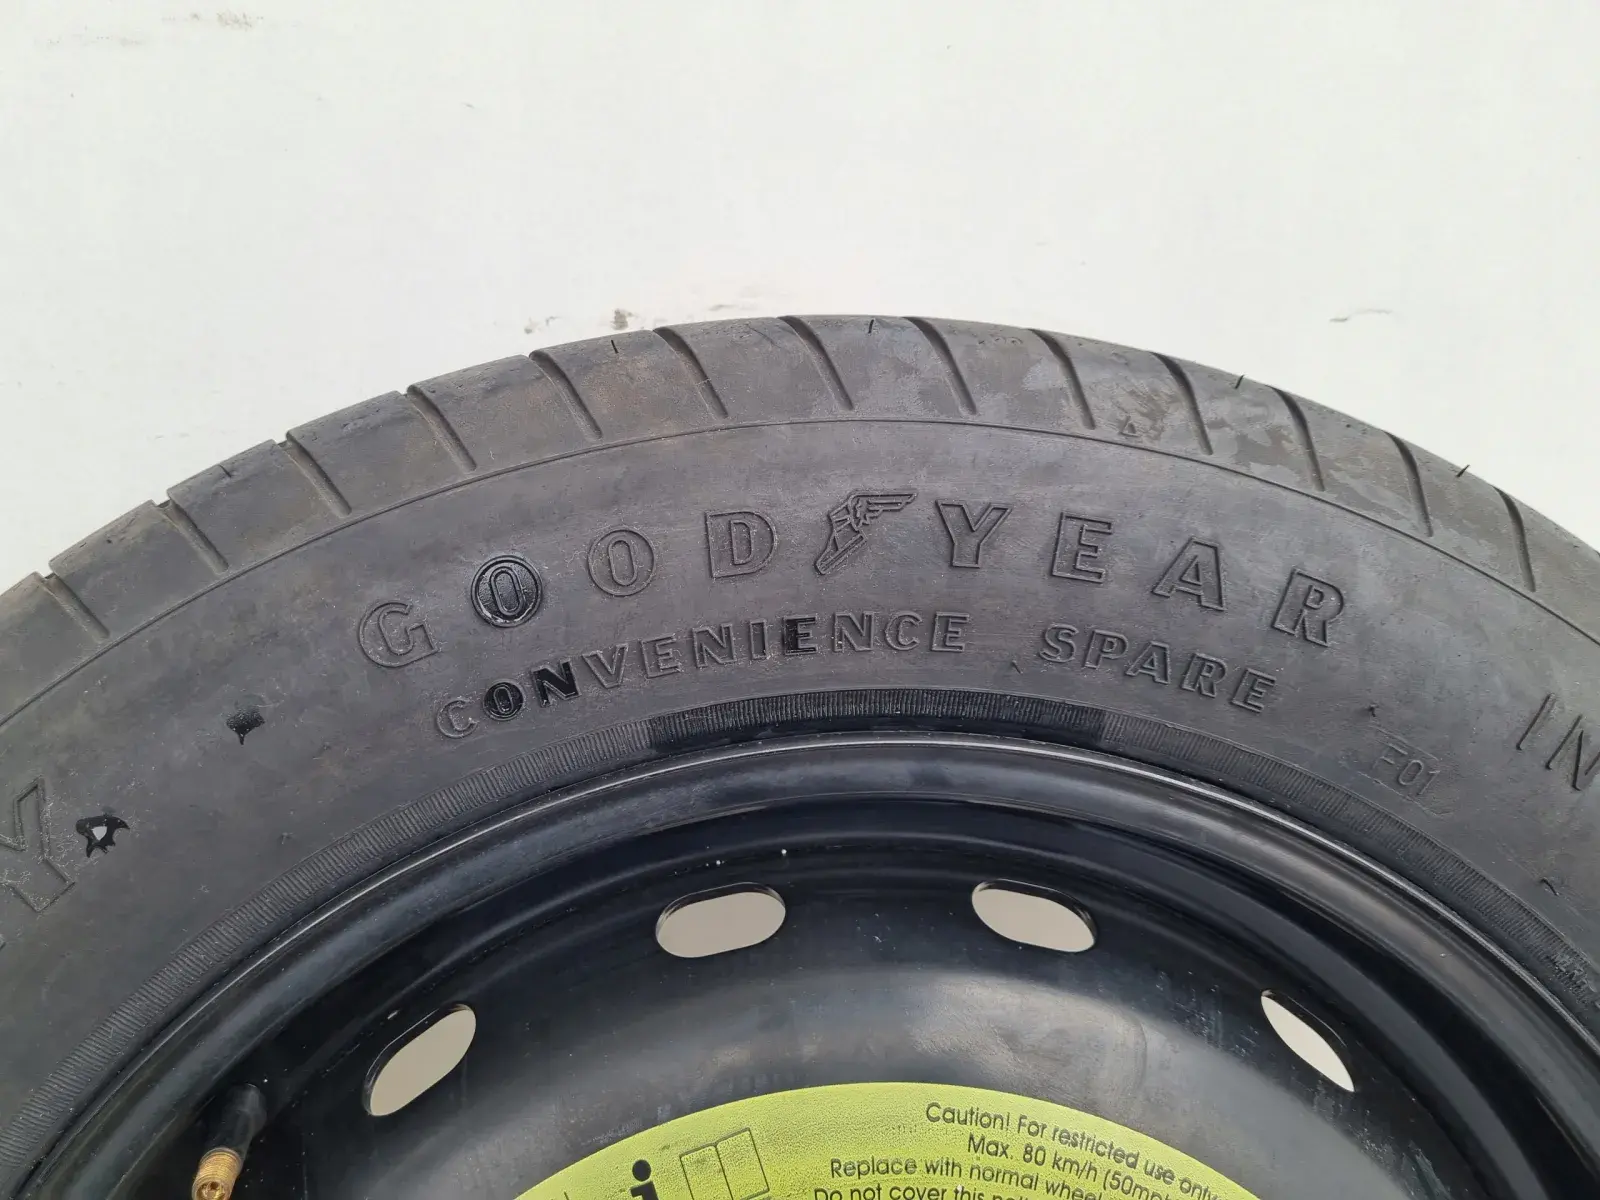 GOODYEAR
CONVENIENCE SPARE
F01
IN
Y
Caution! For restricted use only
Max. 80 km/h (50mph
Replace with normal wheel
Do not cover this
i